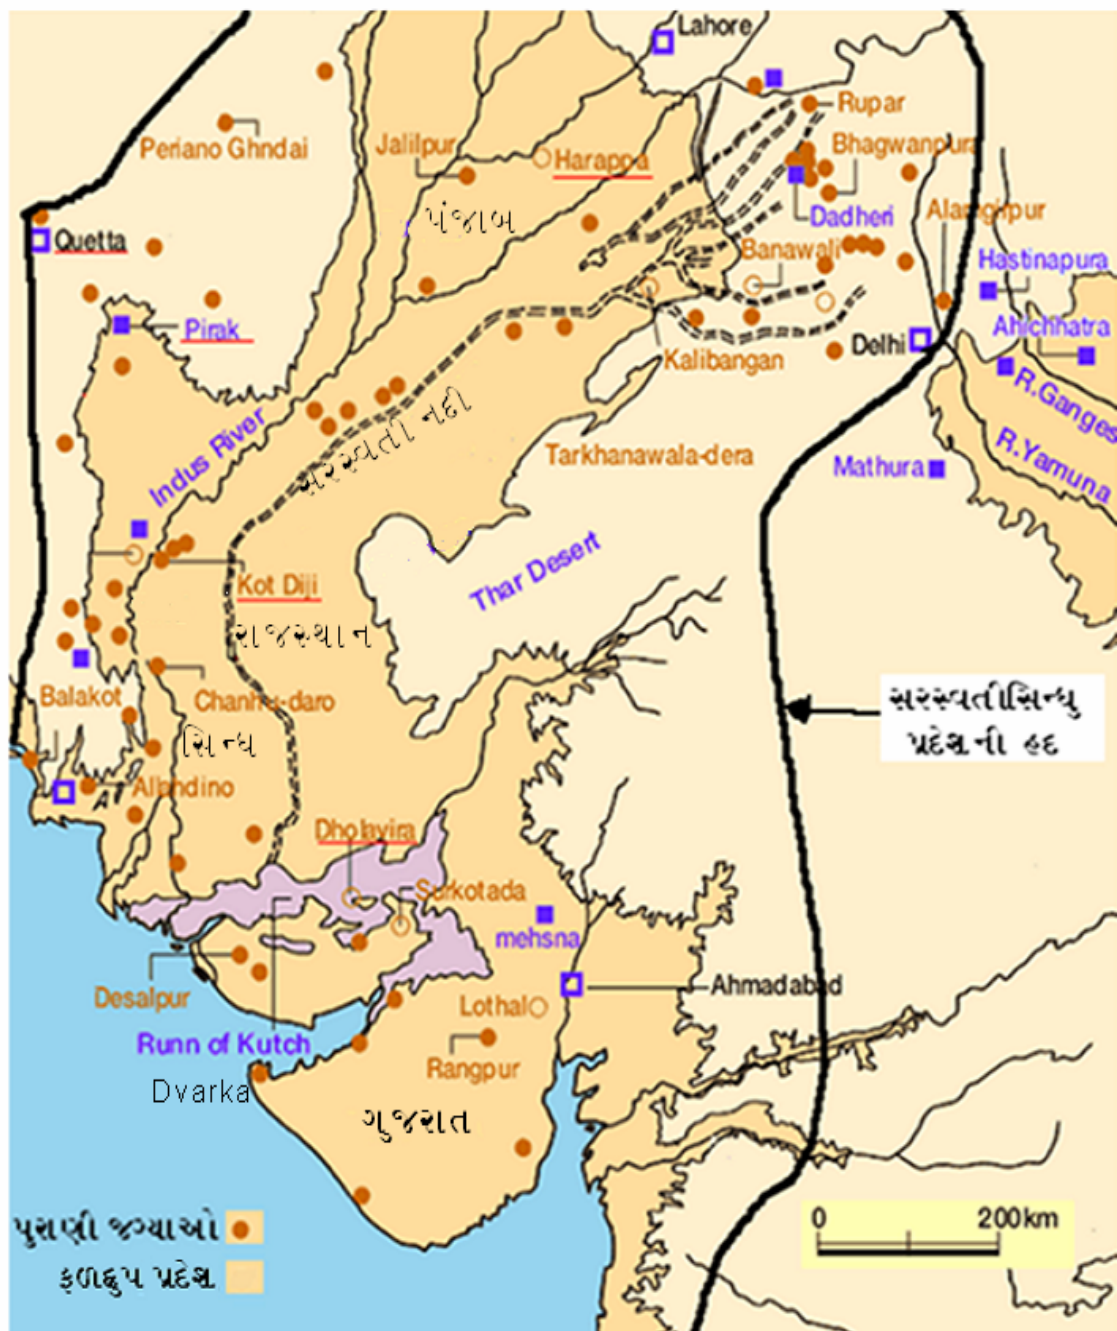 Lahore
Rupar
Periano Ghndai
Jalilpur
Harappa
Bhagwanpura
પંજાબ
Dadheri
Alamgirpur
Quetta
Banawali
Hastinapura
Pirak
Ahichhatra
Delhi
Kalibangan
R.Ganges
સરસ્વતી નદી
Indus River
Tarkhanawala-dera
R.Yamuna
Mathura
Thar Desert
Kot Diji
રાજસ્થાન
Balakot
Chanhu-daro
સરસ્વતીસિન્ધુ
પ્રદેશની હદ
સિન્ધ
Allahdino
Dholavira
Surkotada
mehsna
Desalpur
Lothal
Ahmadabad
Runn of Kutch
Rangpur
Dvarka
ગુજરાત
પુરાણી જગ્યાઓ
0 200km
ફળદ્રુપ પ્રદેશ